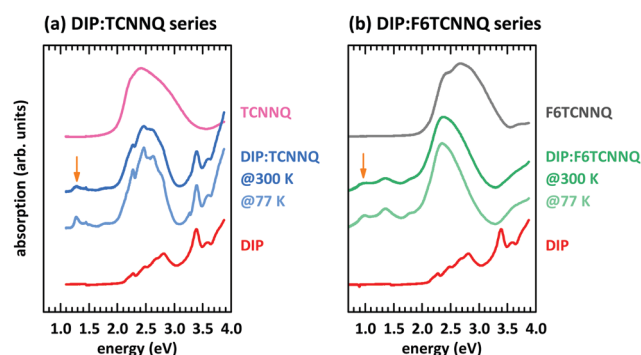 (a) DIP:TCNNQ series
(b) DIP:F6TCNNQ series
absorption (arb. units)
TCNNQ
DIP:TCNNQ
@300 K
@77 K
DIP
F6TCNNQ
DIP:F6TCNNQ
@300 K
@77 K
DIP
1.0 1.5 2.0 2.5 3.0 3.5 4.0
energy (eV)
1.0 1.5 2.0 2.5 3.0 3.5 4.0
energy (eV)